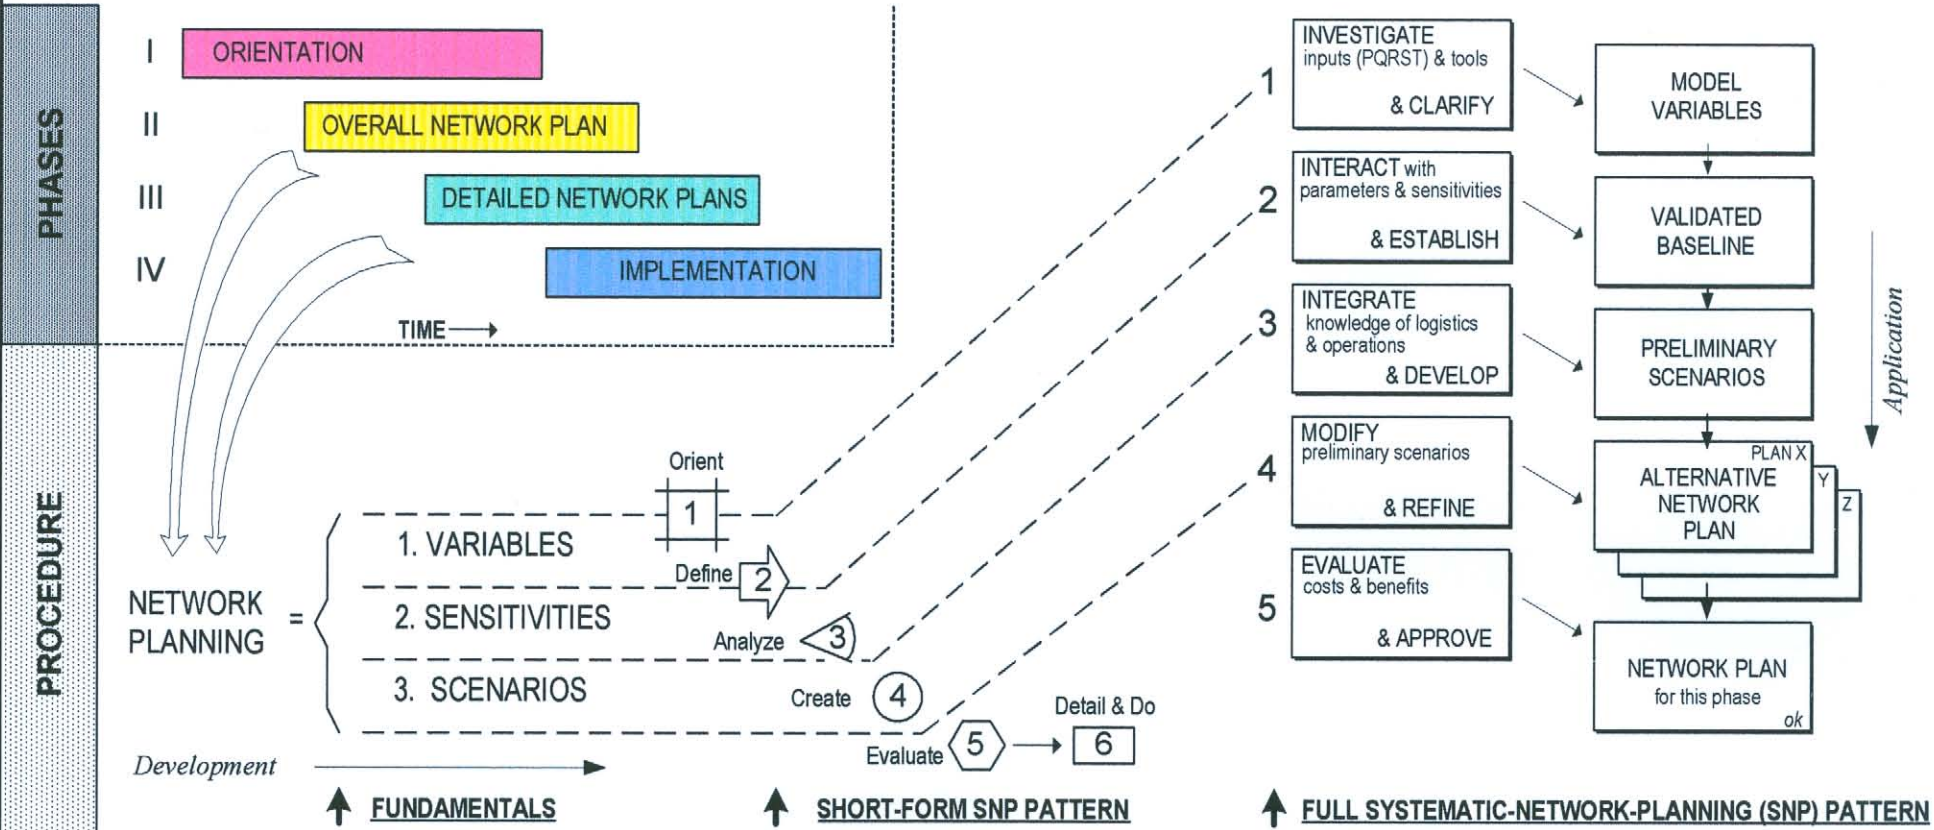 PHASES
I
ORIENTATION
II
OVERALL NETWORK PLAN
III
DETAILED NETWORK PLANS
IV
IMPLEMENTATION
TIME
PROCEDURE
NETWORK
PLANNING
=
1. VARIABLES
2. SENSITIVITIES
3. SCENARIOS
Development
FUNDAMENTALS
Orient
1
Define
2
Analyze
3
Create
4
Evaluate
5
Detail & Do
6
SHORT-FORM SNP PATTERN
1
INVESTIGATE
inputs (PQRST) & tools
& CLARIFY
MODEL
VARIABLES
2
INTERACT with
parameters & sensitivities
& ESTABLISH
VALIDATED
BASELINE
3
INTEGRATE
knowledge of logistics
& operations
& DEVELOP
PRELIMINARY
SCENARIOS
4
MODIFY
preliminary scenarios
& REFINE
PLAN X
ALTERNATIVE
NETWORK
PLAN
Y
Z
5
EVALUATE
costs & benefits
& APPROVE
NETWORK PLAN
for this phase
ok
Application
FULL SYSTEMATIC-NETWORK-PLANNING (SNP) PATTERN